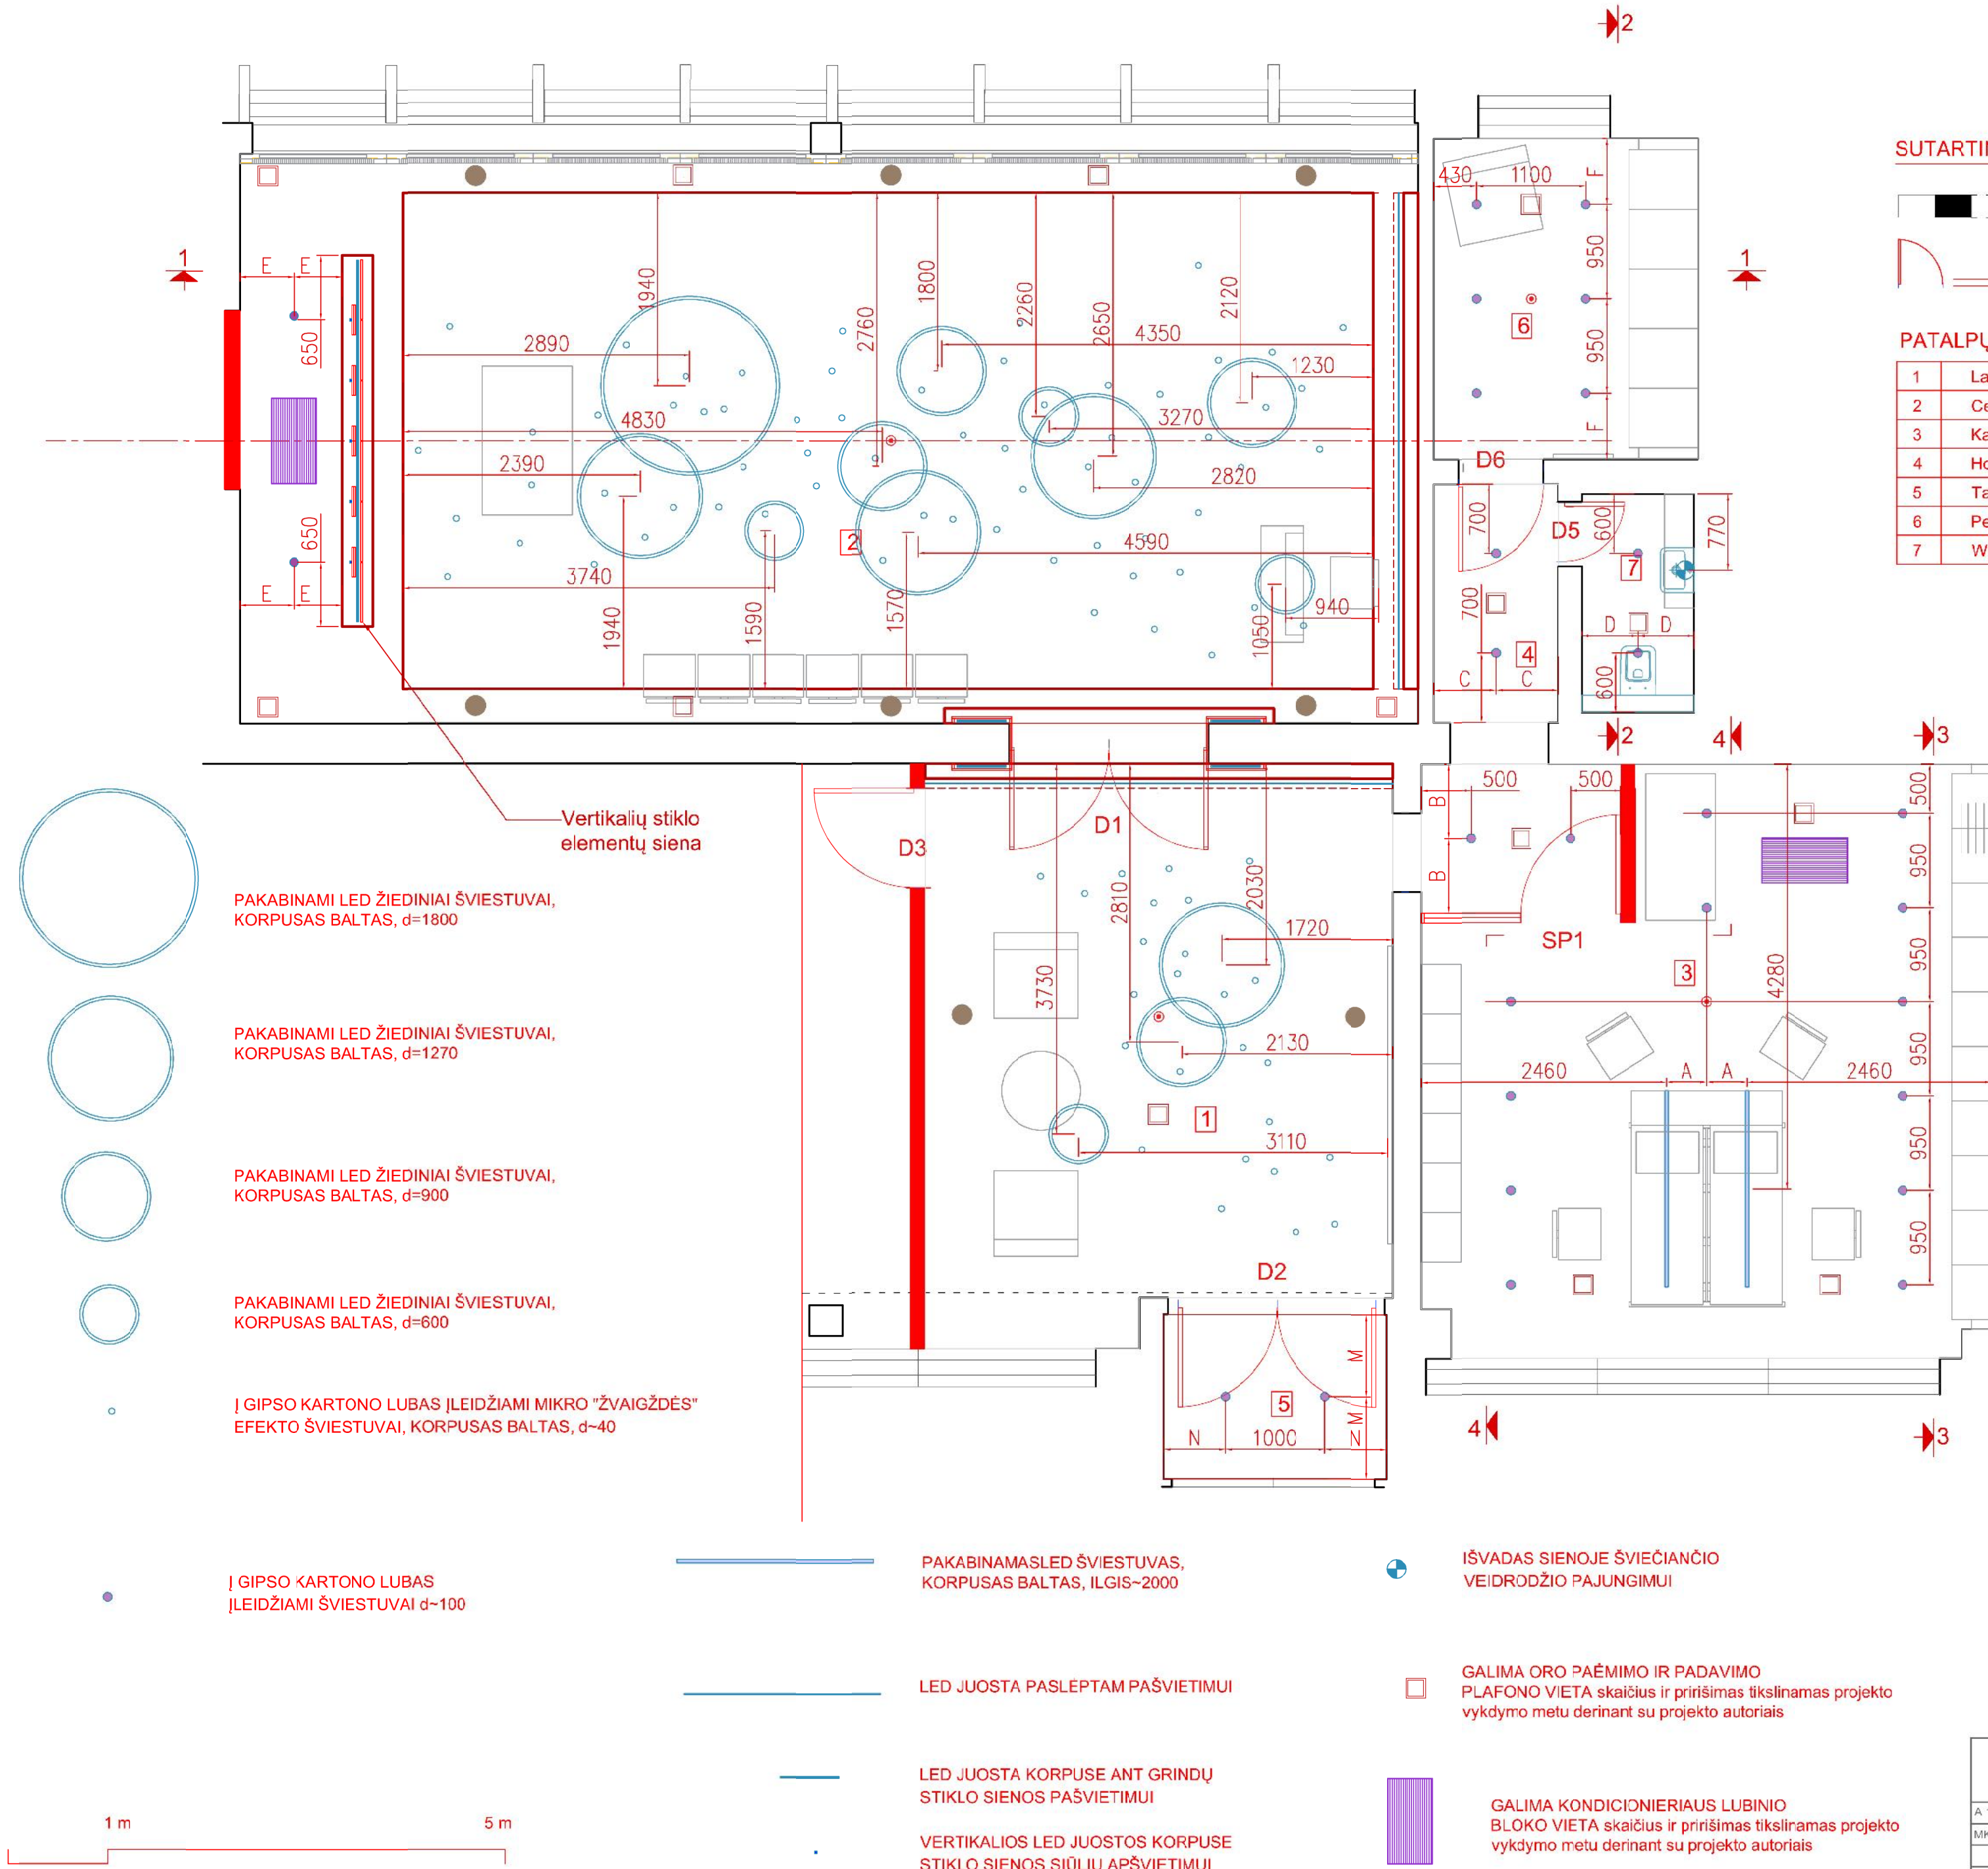 2
SUTARTI
430 1100 F
950
950
F
1
1
E E
650
650
E E
1940
2890
4830
2390
3740
1940
1590
2760
1800
2260
2650
4350
2120
1230
3270
2820
4590
1570
1050
940
2
6
D6
PATALPŲ
1 La
2 Ce
3 Ka
4 Ho
5 Ta
6 Pe
7 W
700
D5
600
770
7
700
D D
4
C C
600
2
4
3
Vertikalių stiklo
elementų siena
D3
D1
B
B
500
500
500
950
950
950
950
950
SP1
3
4280
2460 A A 2460
2810
2030
1720
3730
2130
1
3110
D2
M
M
5
N 1000 N
4
3
PAKABINAMI LED ŽIEDINIAI ŠVIESTUVAI,
KORPUSAS BALTAS, d=1800
PAKABINAMI LED ŽIEDINIAI ŠVIESTUVAI,
KORPUSAS BALTAS, d=1270
PAKABINAMI LED ŽIEDINIAI ŠVIESTUVAI,
KORPUSAS BALTAS, d=900
PAKABINAMI LED ŽIEDINIAI ŠVIESTUVAI,
KORPUSAS BALTAS, d=600
Į GIPSO KARTONO LUBAS ĮLEIDŽIAMI MIKRO "ŽVAIGŽDĖS"
EFEKTO ŠVIESTUVAI, KORPUSAS BALTAS, d~40
Į GIPSO KARTONO LUBAS
ĮLEIDŽIAMI ŠVIESTUVAI d~100
PAKABINAMASLED ŠVIESTUVAS,
KORPUSAS BALTAS, ILGIS~2000
IŠVADAS SIENOJE ŠVIEČIANČIO
VEIDRODŽIO PAJUNGIMUI
LED JUOSTA PASLĖPTAM PAŠVIETIMUI
GALIMA ORO PAĖMIMO IR PADAVIMO
PLAFONO VIETA skaičius ir pririšimas tikslinamas projekto
vykdymo metu derinant su projekto autoriais
LED JUOSTA KORPUSE ANT GRINDŲ
STIKLO SIENOS PAŠVIETIMUI
GALIMA KONDICIONIERIAUS LUBINIO
BLOKO VIETA skaičius ir pririšimas tikslinamas projekto
vykdymo metu derinant su projekto autoriais
VERTIKALIOS LED JUOSTOS KORPUSE
STIKLO SIENOS SIŪLIŲ APŠVIETIMUI
1 m 5 m
A